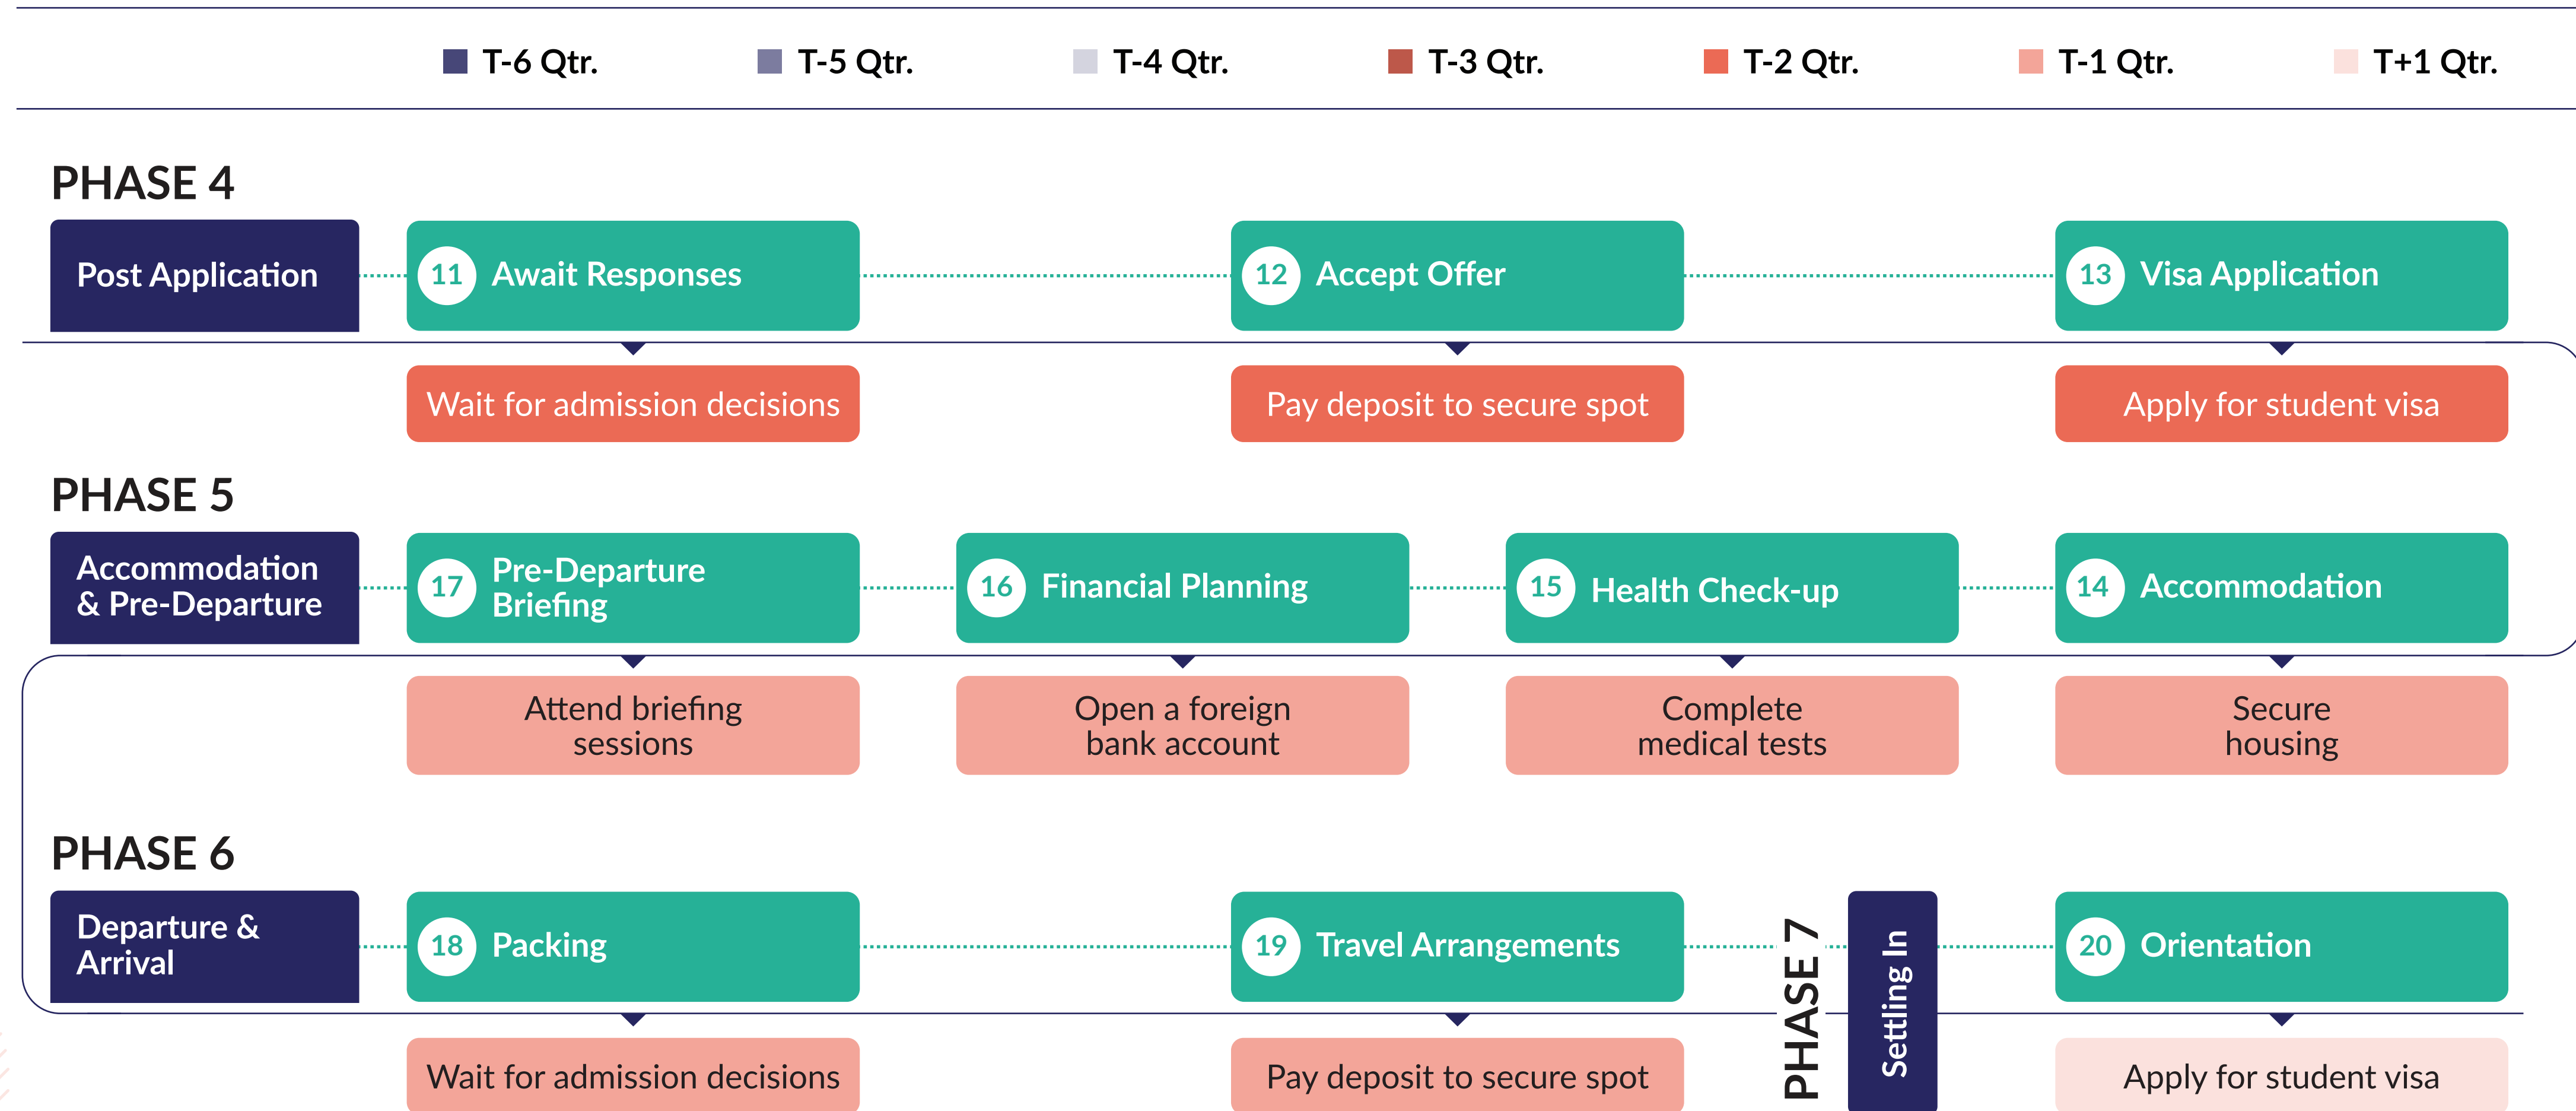 T-6 Qtr.
T-5 Qtr.
T-4 Qtr.
T-3 Qtr.
T-2 Qtr.
T-1 Qtr.
T+1 Qtr.
PHASE 4
Post Application
11 Await Responses
12 Accept Offer
13 Visa Application
Wait for admission decisions
Pay deposit to secure spot
Apply for student visa
PHASE 5
Accommodation
& Pre-Departure
17 Pre-Departure
Briefing
16 Financial Planning
15 Health Check-up
14 Accommodation
Attend briefing
sessions
Open a foreign
bank account
Complete
medical tests
Secure
housing
PHASE 6
Departure &
Arrival
18 Packing
19 Travel Arrangements
PHASE 7
Settling In
20 Orientation
Wait for admission decisions
Pay deposit to secure spot
Apply for student visa